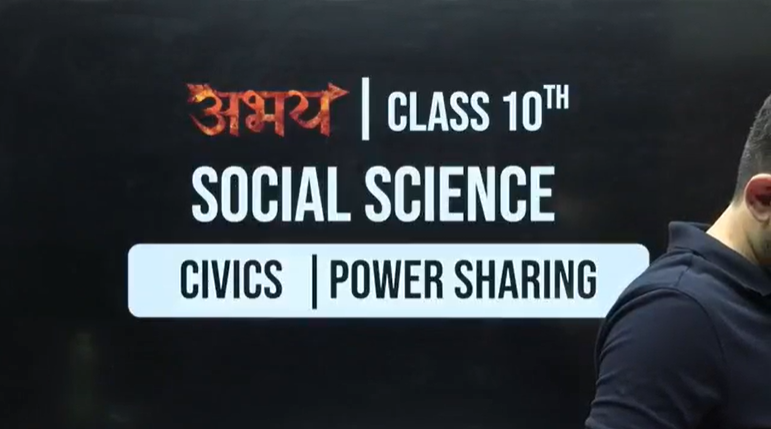 अभय | CLASS 10TH
SOCIAL SCIENCE
CIVICS | POWER SHARING